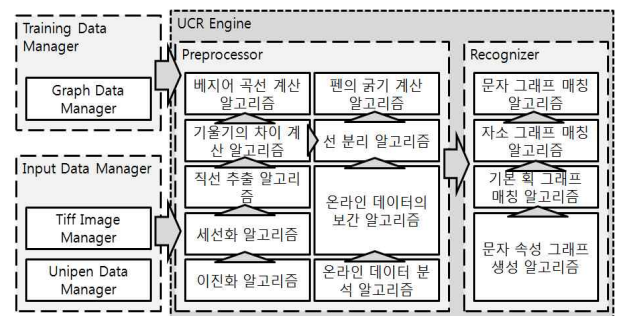 Training Data
Manager
Graph Data
Manager
Input Data Manager
Tiff Image
Manager
Unipen Data
Manager
UCR Engine
Preprocessor
베지어 곡선 계산
알고리즘
펜의 굵기 계산
알고리즘
기울기의 차이 계
산 알고리즘
선 분리 알고리즘
직선 추출 알고리
즘
세선화 알고리즘
온라인 데이터의
보간 알고리즘
이진화 알고리즘
온라인 데이터 분
석 알고리즘
Recognizer
문자 그래프 매칭
알고리즘
자소 그래프 매칭
알고리즘
기본 획 그래프
매칭 알고리즘
문자 속성 그래프
생성 알고리즘